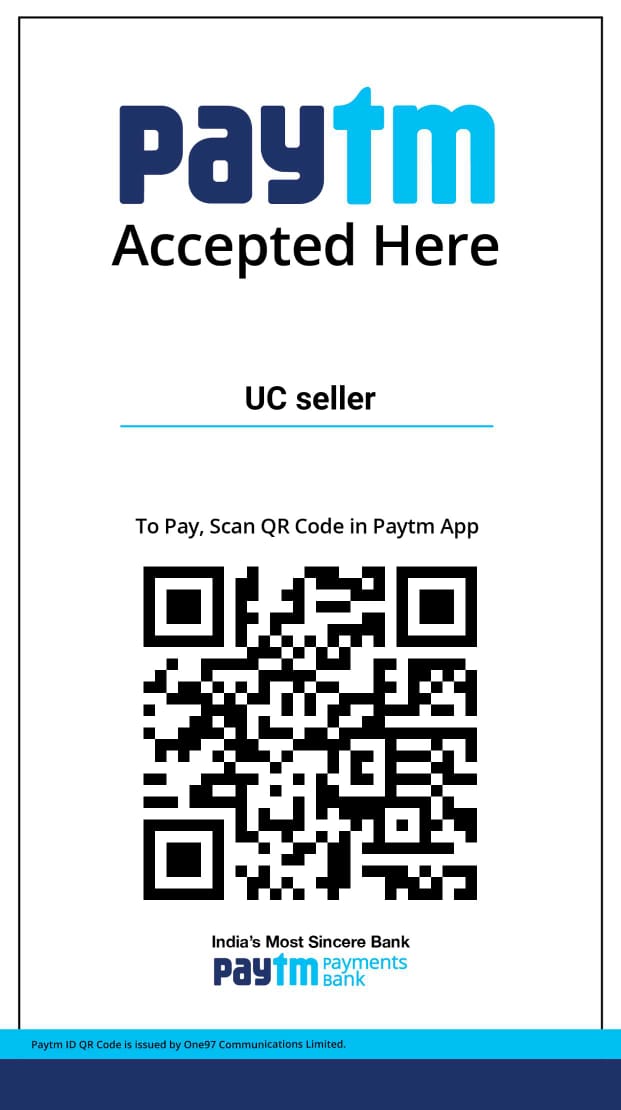 paytm
Accepted Here
UC seller
To Pay, Scan QR Code in Paytm App
India's Most Sincere Bank
paytm Payments Bank
Paytm ID QR Code is issued by One97 Communications Limited.